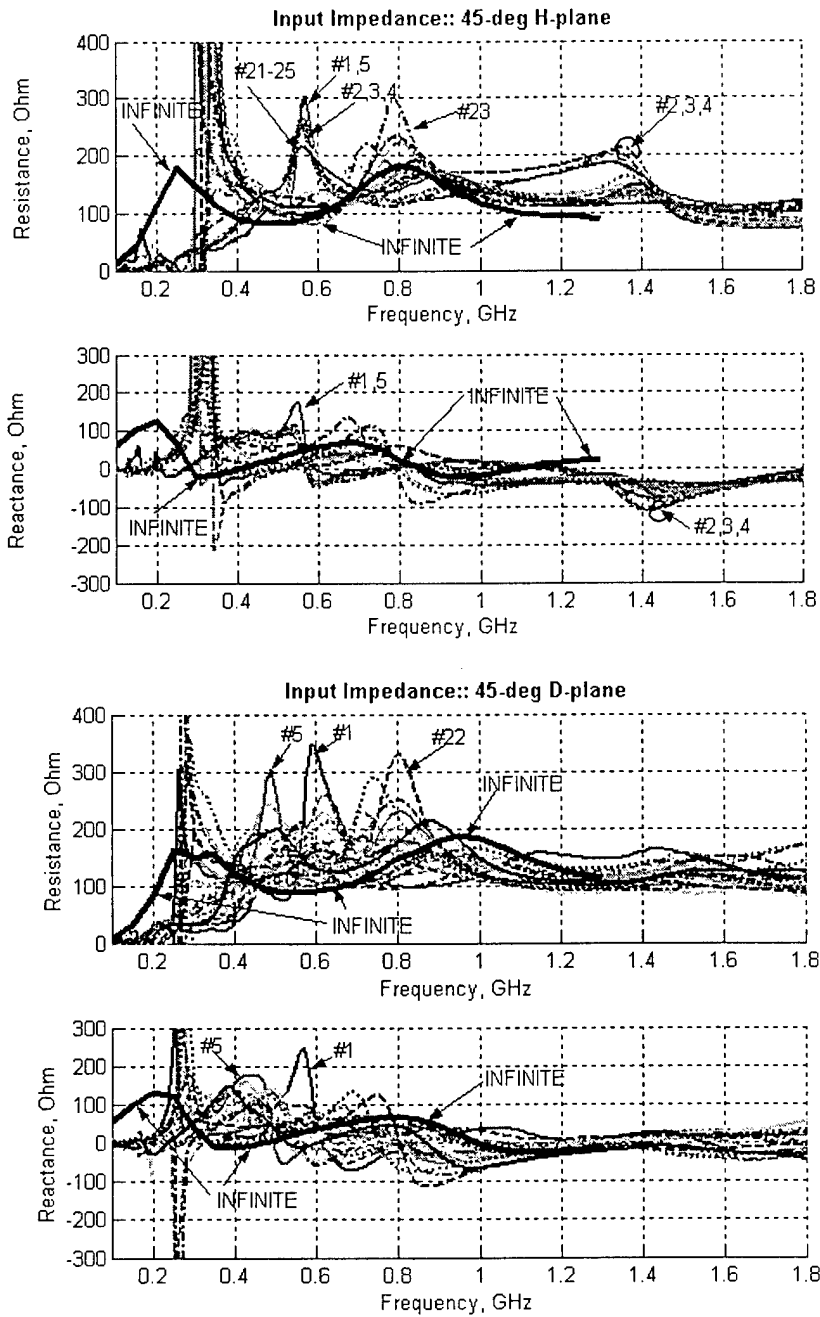 Input Impedance:: 45-deg H-plane
400
300
200
100
0
Resistance, Ohm
INFINITE
#21-25
#1,5
#2,3,4
#23
#2,3,4
INFINITE
0.2 0.4 0.6 0.8 1 1.2 1.4 1.6 1.8
Frequency, GHz
300
200
100
0
-100
-200
-300
Reactance, Ohm
#1,5
INFINITE
INFINITE
#2,3,4
0.2 0.4 0.6 0.8 1 1.2 1.4 1.6 1.8
Frequency, GHz
Input Impedance:: 45-deg D-plane
400
300
200
100
0
Resistance, Ohm
#5
#1
#22
INFINITE
INFINITE
0.2 0.4 0.6 0.8 1 1.2 1.4 1.6 1.8
Frequency, GHz
300
200
100
0
-100
-200
-300
Reactance, Ohm
#5
#1
INFINITE
INFINITE
0.2 0.4 0.6 0.8 1 1.2 1.4 1.6 1.8
Frequency, GHz